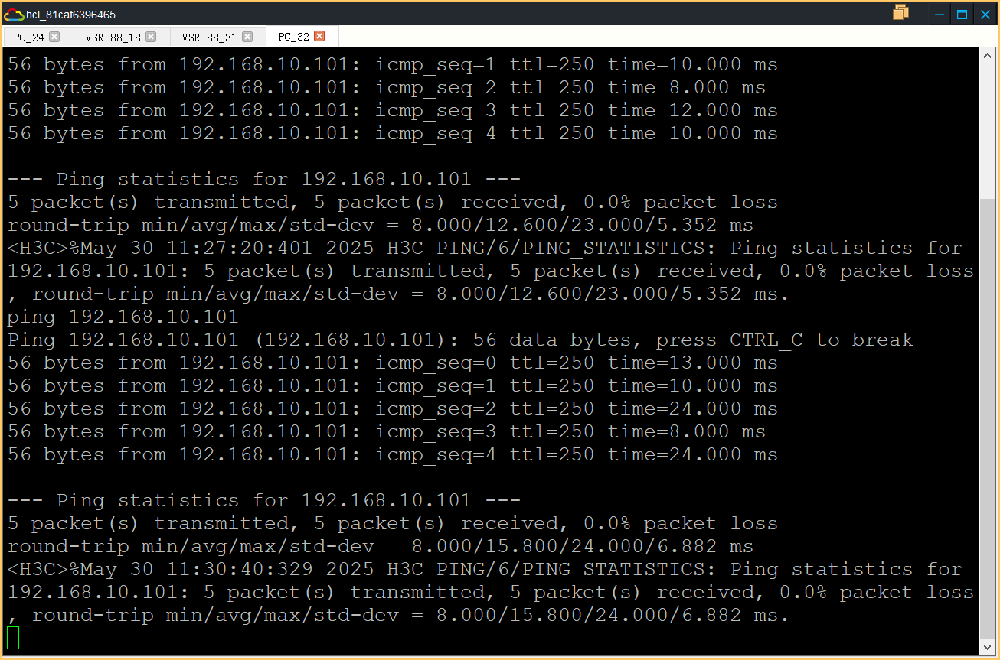 hcl_81caf6396465
PC_24 VSR-88_18 VSR-88_31 PC_32
56 bytes from 192.168.10.101: icmp_seq=1 ttl=250 time=10.000 ms
56 bytes from 192.168.10.101: icmp_seq=2 ttl=250 time=8.000 ms
56 bytes from 192.168.10.101: icmp_seq=3 ttl=250 time=12.000 ms
56 bytes from 192.168.10.101: icmp_seq=4 ttl=250 time=10.000 ms
--- Ping statistics for 192.168.10.101 ---
5 packet(s) transmitted, 5 packet(s) received, 0.0% packet loss
round-trip min/avg/max/std-dev = 8.000/12.600/23.000/5.352 ms
<H3C>%May 30 11:27:20:401 2025 H3C PING/6/PING_STATISTICS: Ping statistics for
192.168.10.101: 5 packet(s) transmitted, 5 packet(s) received, 0.0% packet loss
, round-trip min/avg/max/std-dev = 8.000/12.600/23.000/5.352 ms.
ping 192.168.10.101
Ping 192.168.10.101 (192.168.10.101): 56 data bytes, press CTRL_C to break
56 bytes from 192.168.10.101: icmp_seq=0 ttl=250 time=13.000 ms
56 bytes from 192.168.10.101: icmp_seq=1 ttl=250 time=10.000 ms
56 bytes from 192.168.10.101: icmp_seq=2 ttl=250 time=24.000 ms
56 bytes from 192.168.10.101: icmp_seq=3 ttl=250 time=8.000 ms
56 bytes from 192.168.10.101: icmp_seq=4 ttl=250 time=24.000 ms
--- Ping statistics for 192.168.10.101 ---
5 packet(s) transmitted, 5 packet(s) received, 0.0% packet loss
round-trip min/avg/max/std-dev = 8.000/15.800/24.000/6.882 ms
<H3C>%May 30 11:30:40:329 2025 H3C PING/6/PING_STATISTICS: Ping statistics for
192.168.10.101: 5 packet(s) transmitted, 5 packet(s) received, 0.0% packet loss
, round-trip min/avg/max/std-dev = 8.000/15.800/24.000/6.882 ms.